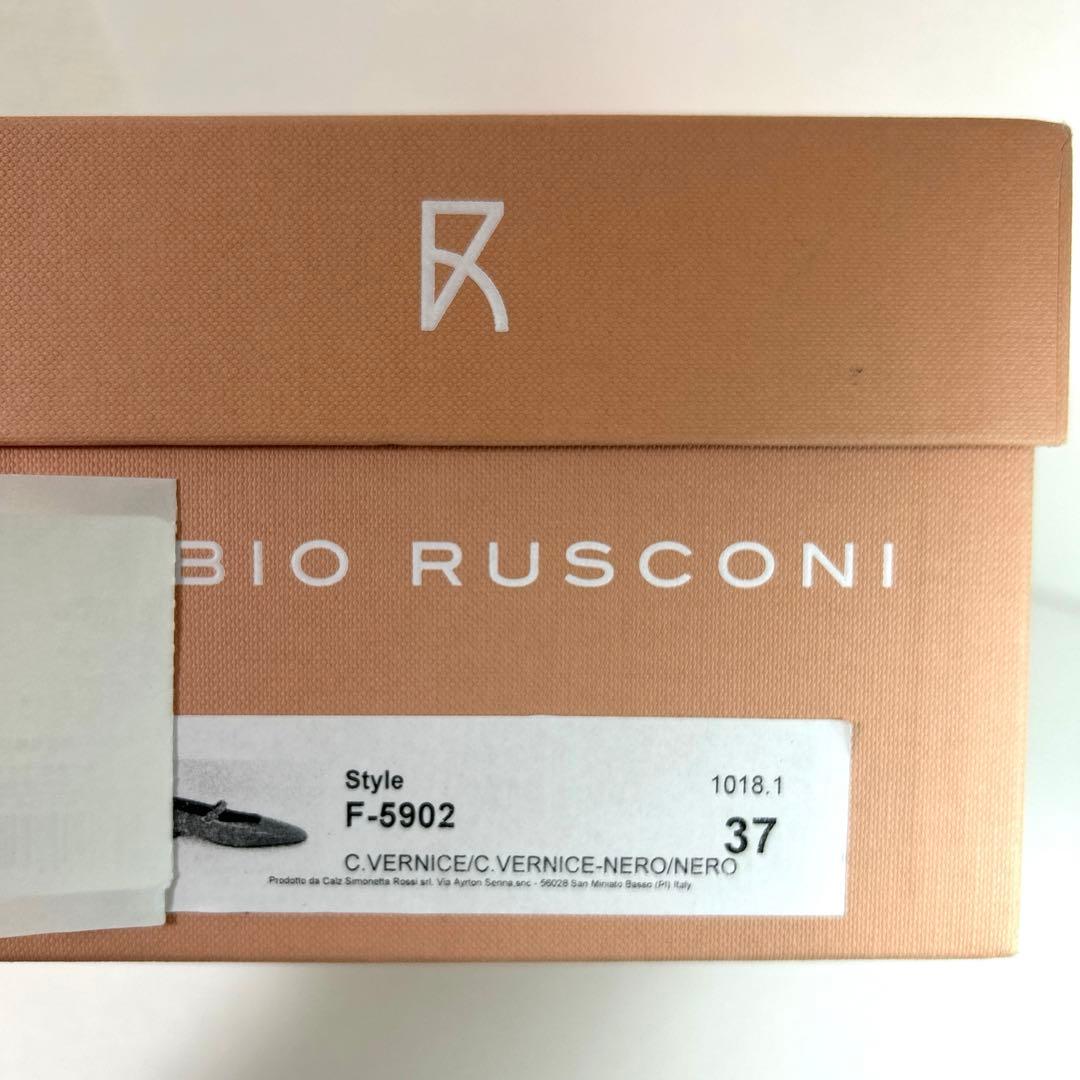 BIO RUSCONI
Style
F-5902
1018.1
37
C.VERNICE/C.VERNICE-NERO/NERO
Prodotto da Calz Simonetta Rossi srl. Via Ayrton Senna snc - 56028 San Miniato Basso (PI) Italy